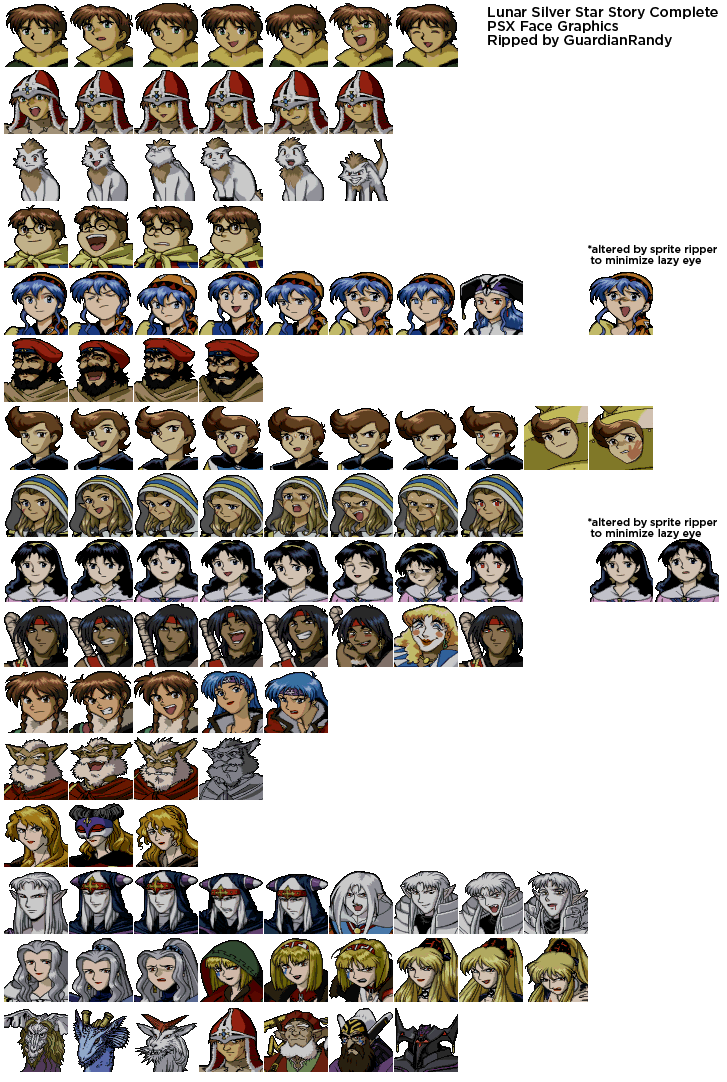 Lunar Silver Star Story Complete
PSX Face Graphics
Ripped by GuardianRandy
*altered by sprite ripper
to minimize lazy eye
*altered by sprite ripper
to minimize lazy eye